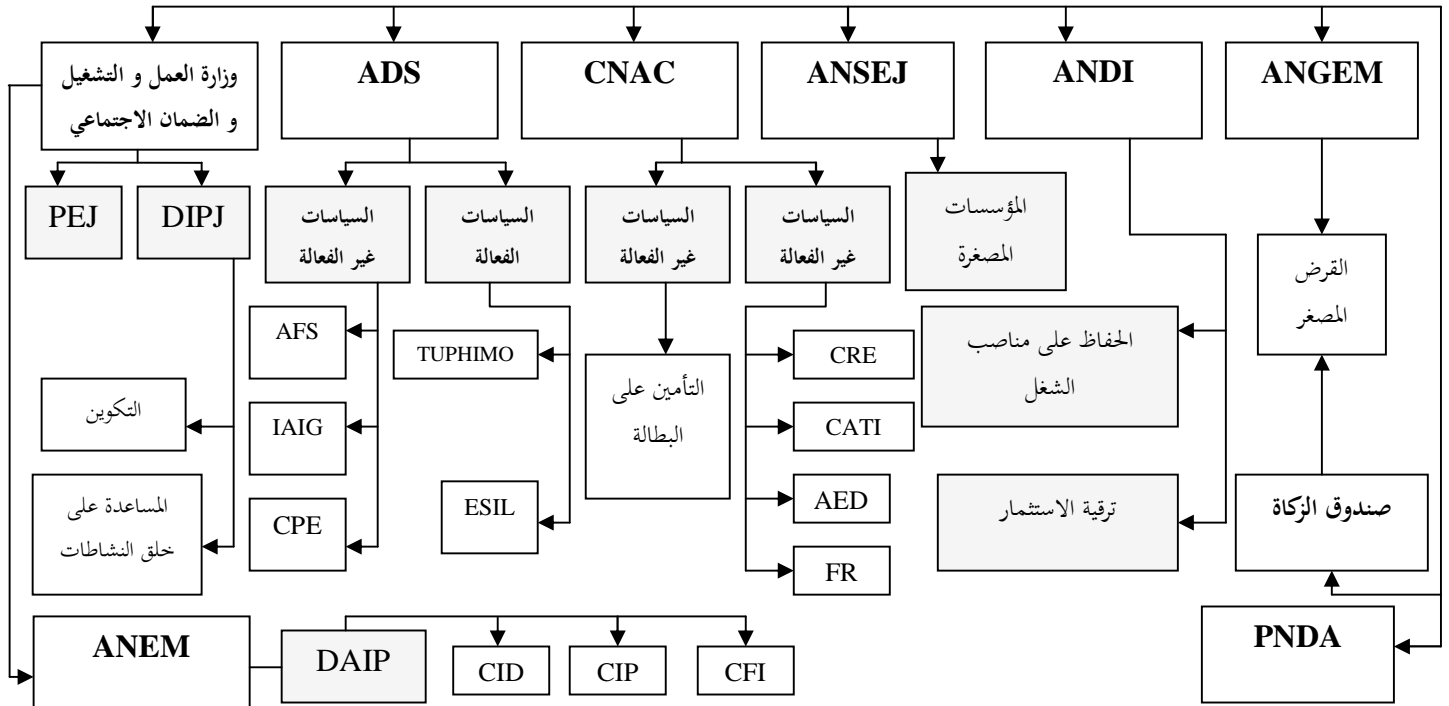 وزارة العمل و التشغيل
و الضمان الاجتماعي
ADS
CNAC
ANSEJ
ANDI
ANGEM
PEJ
DIPJ
السياسات
غير الفعالة
السياسات
الفعالة
السياسات
غير الفعالة
السياسات
غير الفعالة
المؤسسات
المصغرة
القرض
المصغر
AFS
TUPHIMO
التأمين على
البطالة
CRE
الحفاظ على مناصب
الشغل
التكوين
IAIG
CATI
المساعدة على
خلق النشاطات
CPE
ESIL
AED
ترقية الاستثمار
صندوق الزكاة
FR
ANEM
DAIP
CID
CIP
CFI
PNDA